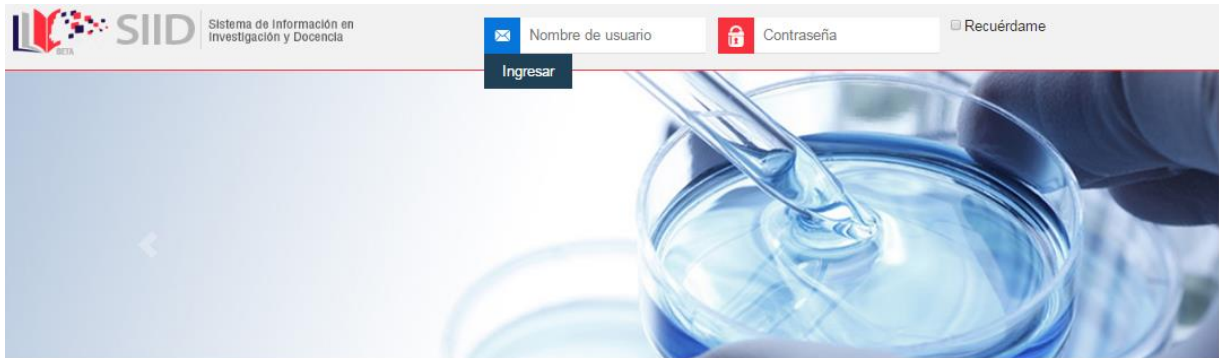 BETA
SIID
Sistema de Información en
Investigación y Docencia
Nombre de usuario
Contraseña
Recuérdame
Ingresar